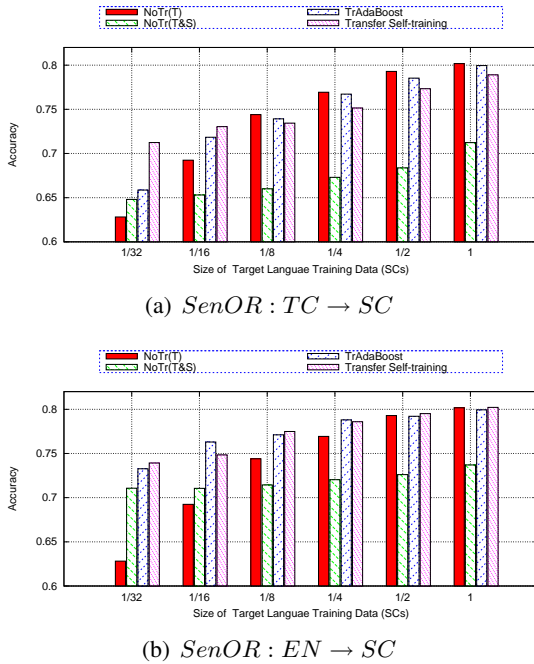 NoTr(T) TrAdaBoost
NoTr(T&S) Transfer Self-training
0.8
0.75
0.7
0.65
0.6
Accuracy
1/32 1/16 1/8 1/4 1/2 1
Size of Target Languae Training Data (SCs)
(a) SenOR : TC → SC
NoTr(T) TrAdaBoost
NoTr(T&S) Transfer Self-training
0.8
0.75
0.7
0.65
0.6
Accuracy
1/32 1/16 1/8 1/4 1/2 1
Size of Target Languae Training Data (SCs)
(b) SenOR : EN → SC